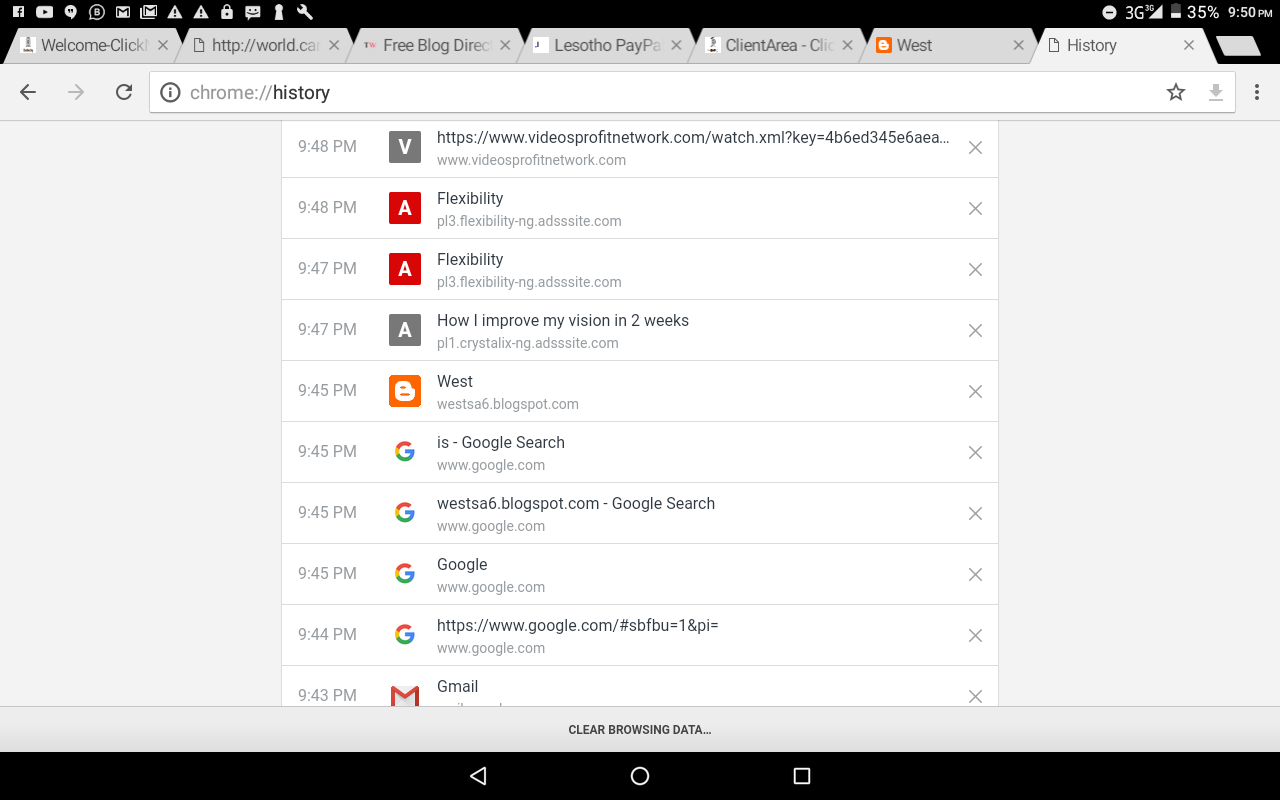 3G 3G 35% 9:50 PM
Welcome-Click
http://world.ca
Free Blog Direc
Lesotho PayPa
ClientArea - Clic
West
History
chrome://history
9:48 PM V https://www.videosprofitnetwork.com/watch.xml?key=4b6ed345e6aea...
www.videosprofitnetwork.com
9:48 PM A Flexibility
pl3.flexibility-ng.adsssite.com
9:47 PM A Flexibility
pl3.flexibility-ng.adsssite.com
9:47 PM A How I improve my vision in 2 weeks
pl1.crystalix-ng.adsssite.com
9:45 PM West
westsa6.blogspot.com
9:45 PM is - Google Search
www.google.com
9:45 PM westsa6.blogspot.com - Google Search
www.google.com
9:45 PM Google
www.google.com
9:44 PM https://www.google.com/#sbfbu=1&pi=
www.google.com
9:43 PM Gmail
CLEAR BROWSING DATA...